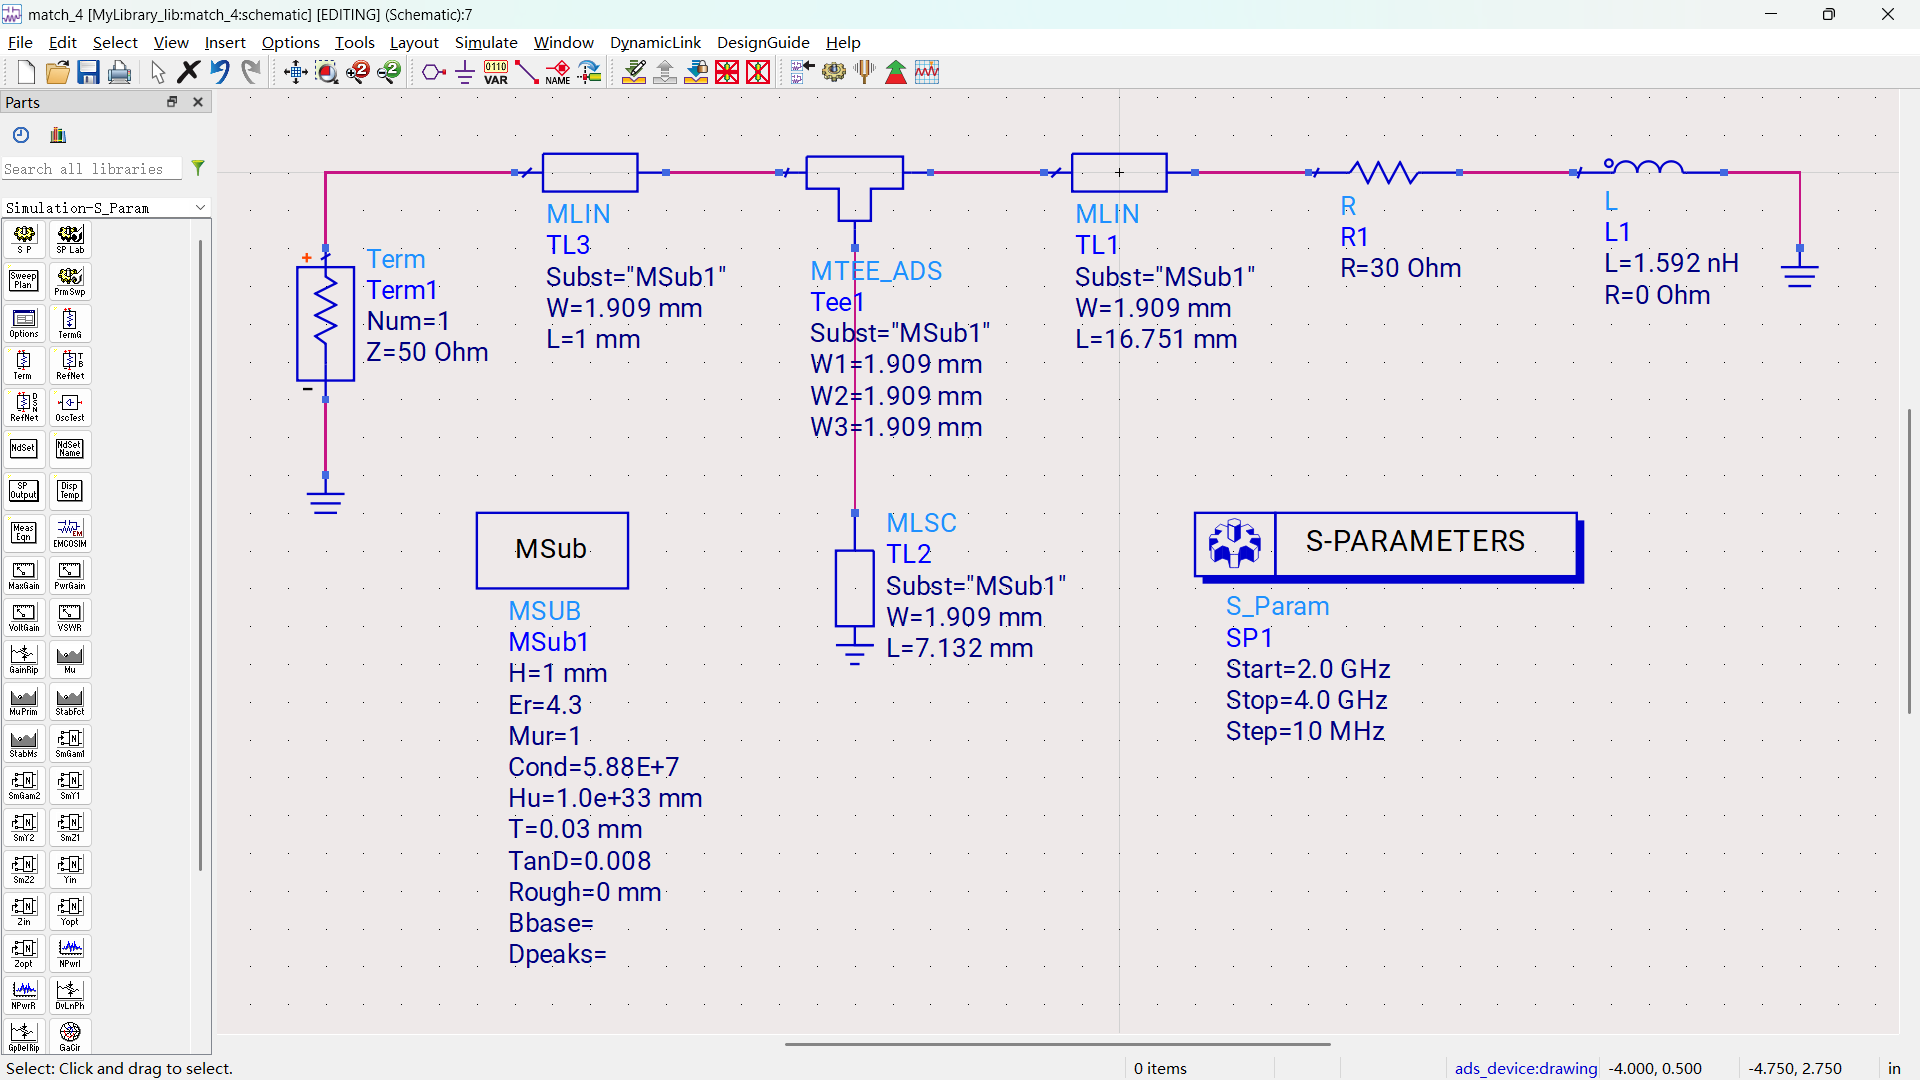 match_4 [MyLibrary_lib:match_4:schematic] [EDITING] (Schematic):7
File Edit Select View Insert Options Tools Layout Simulate Window DynamicLink DesignGuide Help
0110
VAR
NAME
Parts
Search all libraries
Simulation-S_Param
S P
SP Lab
Sweep Plan
Prm Swp
Options
TermG
Term
RefNet
RefNet
OscTest
NdSet
NdSet Name
SP Output
Disp Temp
Meas Eqn
EM
EMCOSIM
MaxGain
PwrGain
VoltGain
VSWR
GainRip
Mu
MuPrim
StabFct
StabMs
SmGam1
SmGam2
SmY1
SmY2
SmZ1
SmZ2
Yin
Zin
Yopt
Zopt
NPwrI
NPwrR
DvLnPh
GpDelRip
GaCir
+
Term
Term1
Num=1
Z=50 Ohm
-
MLIN
TL3
Subst="MSub1"
W=1.909 mm
L=1 mm
MTEE_ADS
Tee1
Subst="MSub1"
W1=1.909 mm
W2=1.909 mm
W3=1.909 mm
MLIN
TL1
Subst="MSub1"
W=1.909 mm
L=16.751 mm
R
R1
R=30 Ohm
L
L1
L=1.592 nH
R=0 Ohm
MSub
MSUB
MSub1
H=1 mm
Er=4.3
Mur=1
Cond=5.88E+7
Hu=1.0e+33 mm
T=0.03 mm
TanD=0.008
Rough=0 mm
Bbase=
Dpeaks=
MLSC
TL2
Subst="MSub1"
W=1.909 mm
L=7.132 mm
S-PARAMETERS
S_Param
SP1
Start=2.0 GHz
Stop=4.0 GHz
Step=10 MHz
Select: Click and drag to select.
0 items
ads_device:drawing
-4.000, 0.500
-4.750, 2.750
in